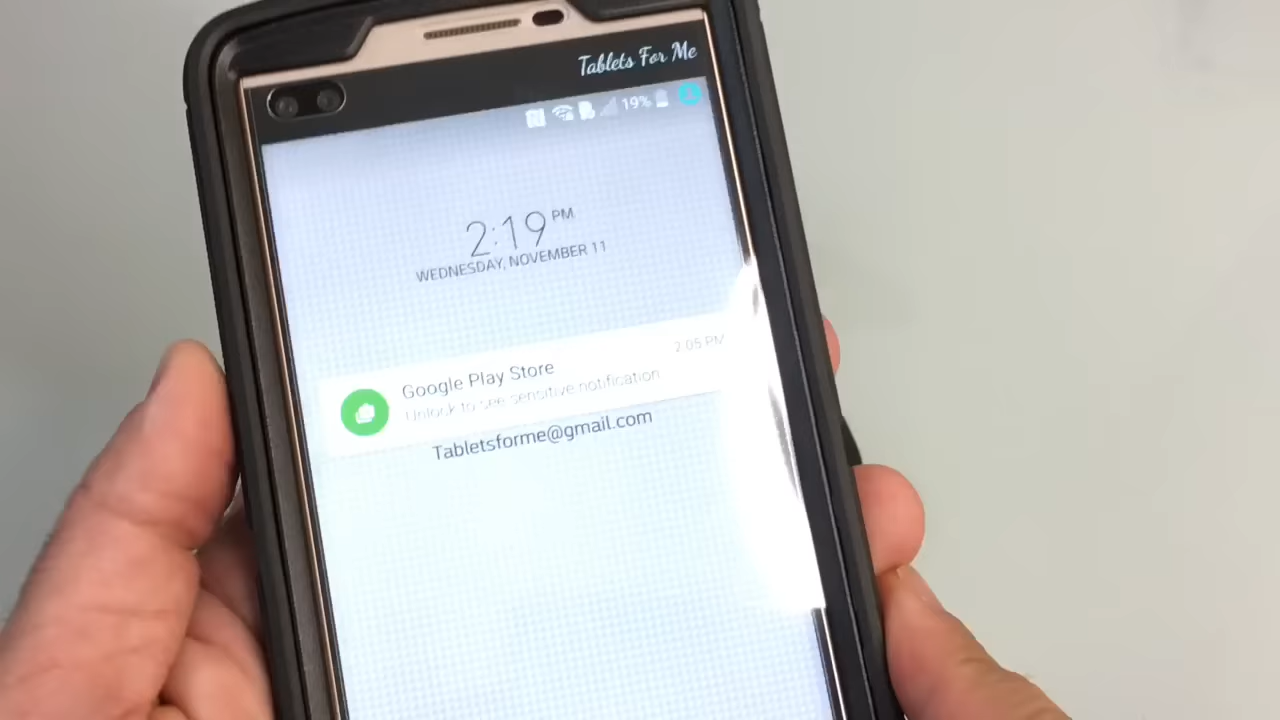 Tablets For Me
19%
2:19 PM
WEDNESDAY, NOVEMBER 11
Google Play Store
2:05 PM
Unlock to see sensitive notification
Tabletsforme@gmail.com